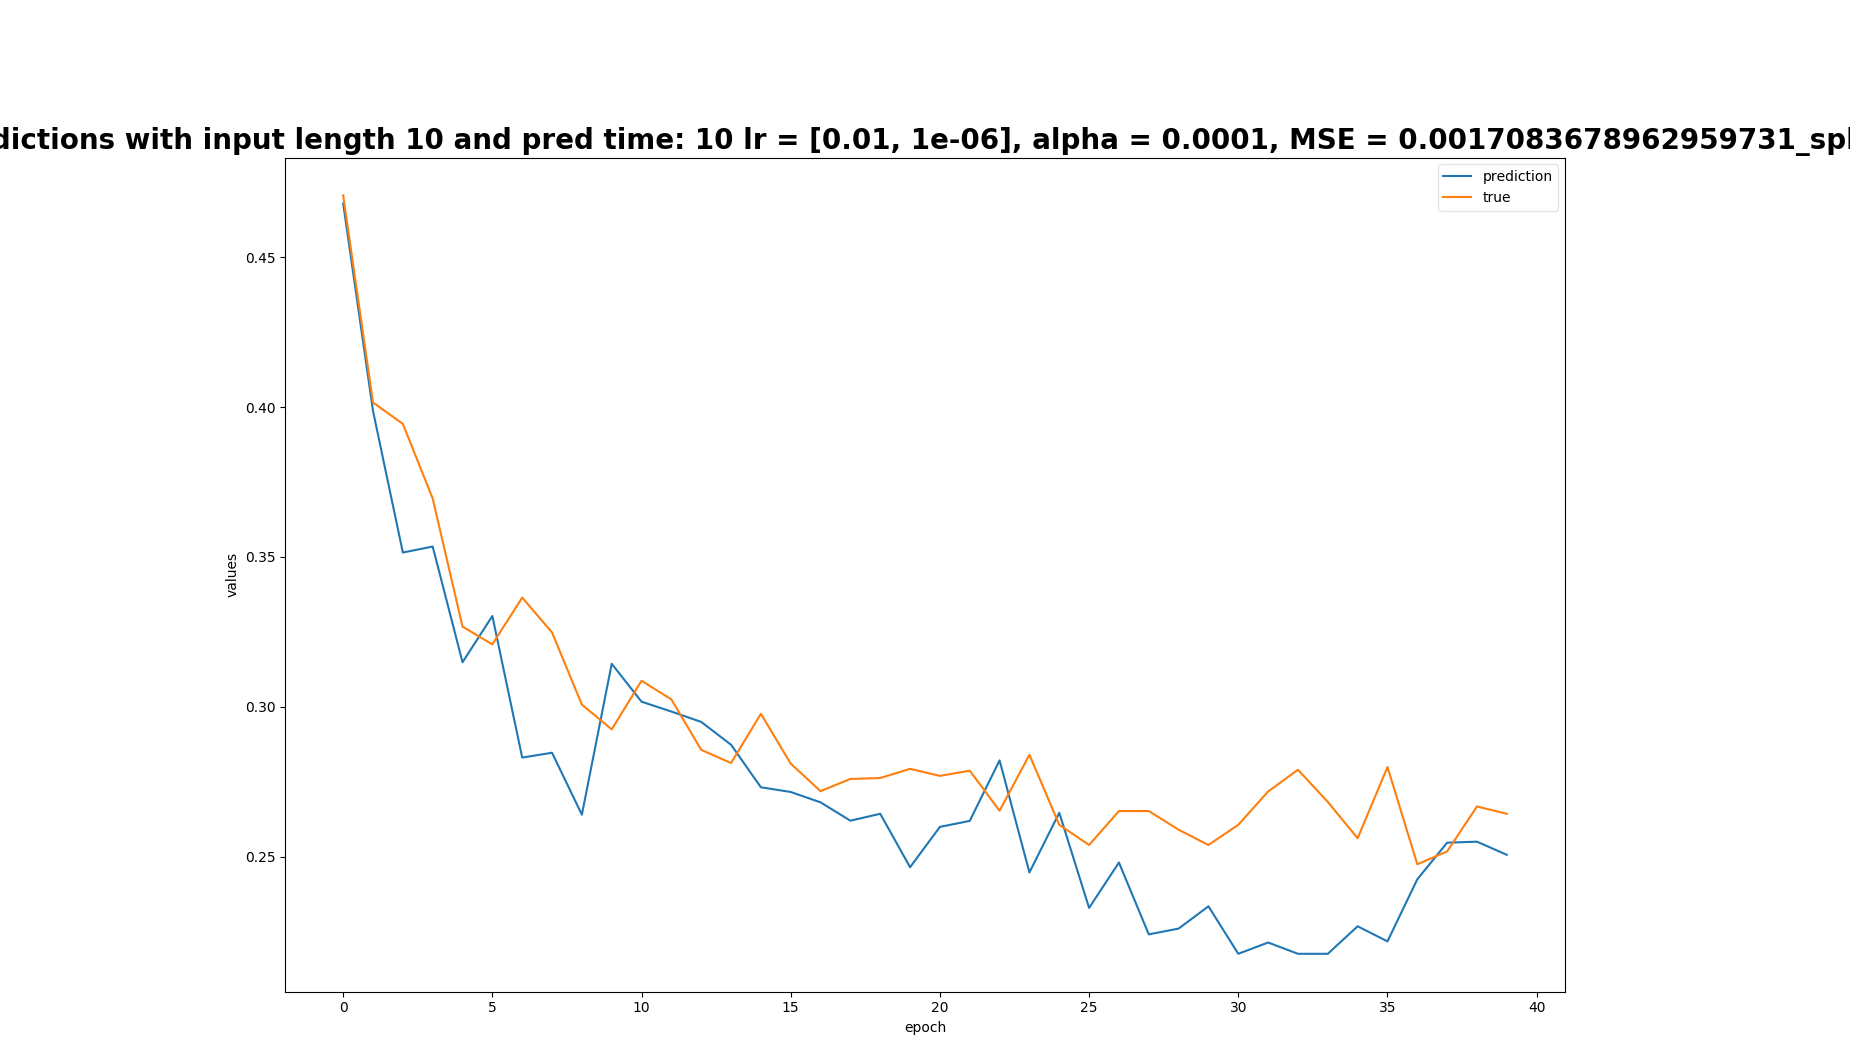 dictions with input length 10 and pred time: 10 lr = [0.01, 1e-06], alpha = 0.0001, MSE = 0.0017083678962959731_spl
prediction
true
0.45
0.40
0.35
0.30
0.25
values
0 5 10 15 20 25 30 35 40
epoch